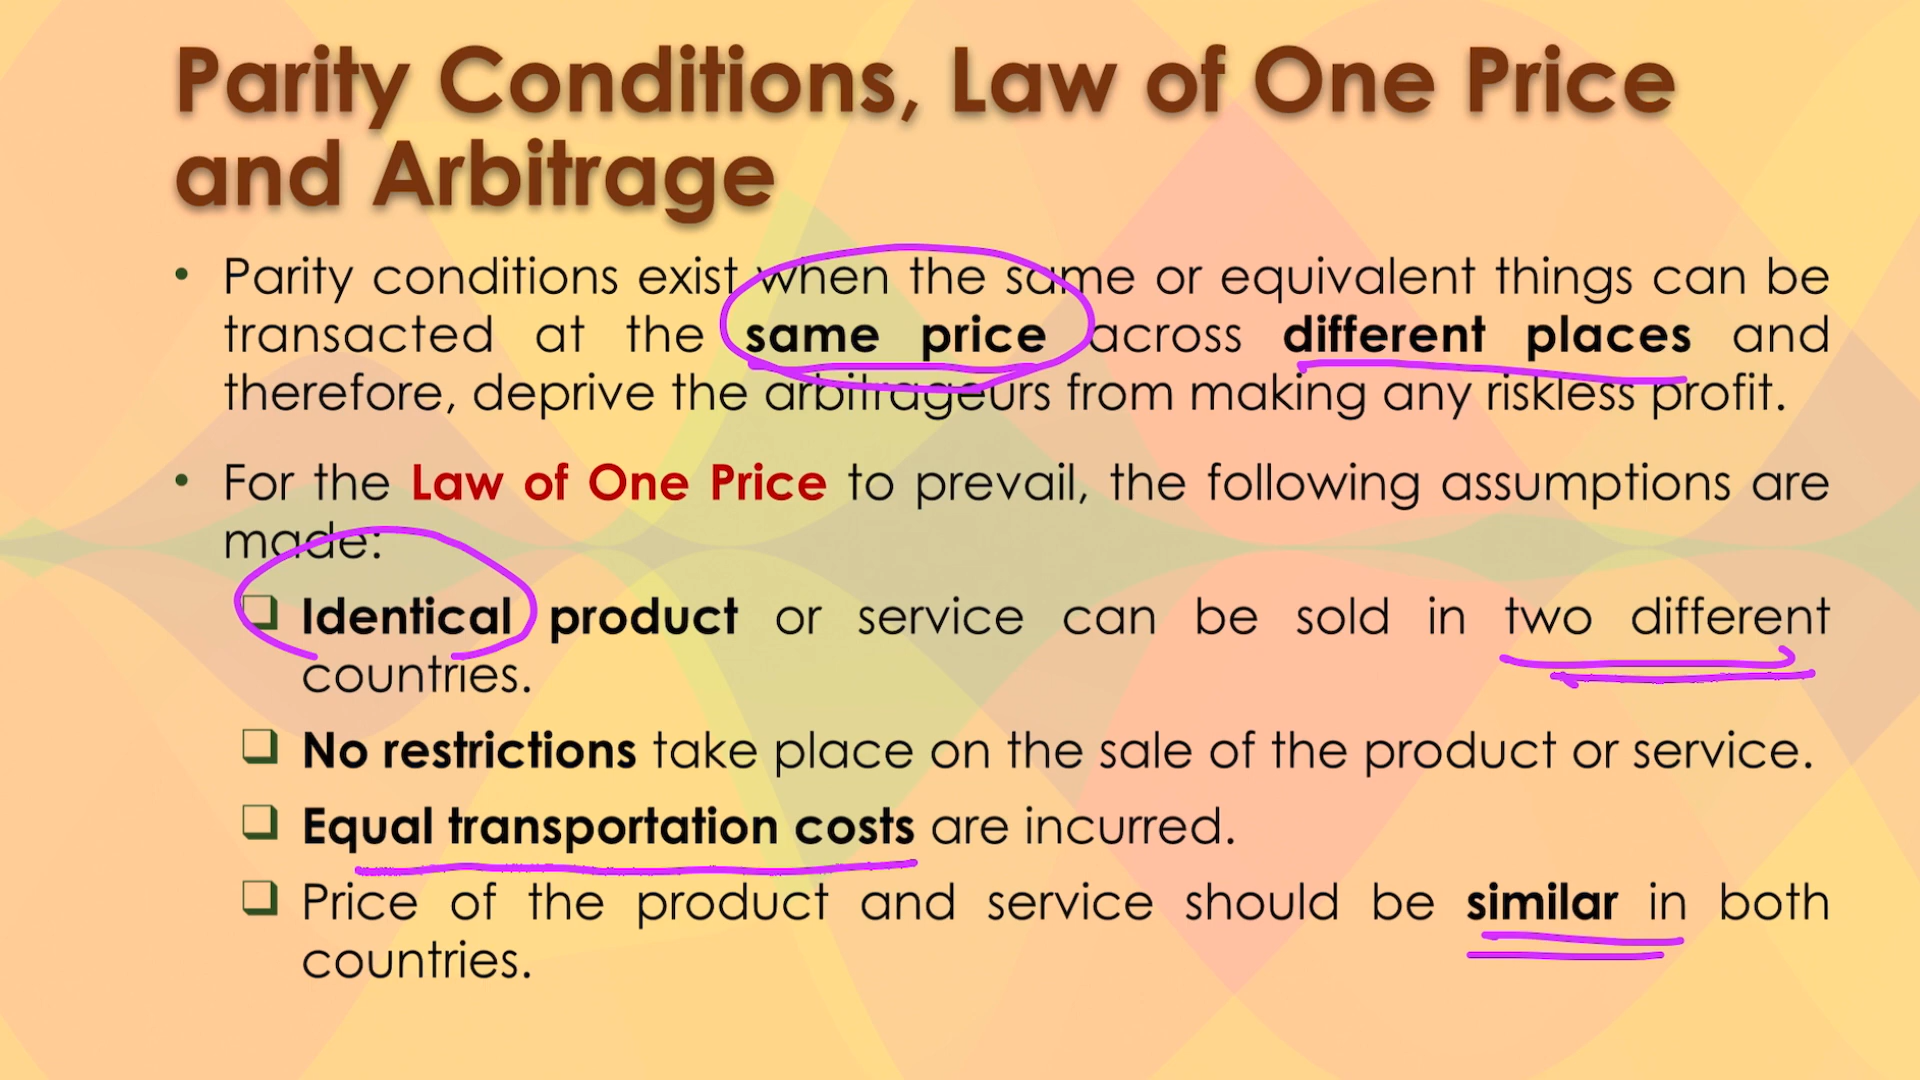 Parity Conditions, Law of One Price
and Arbitrage
• Parity conditions exist when the same or equivalent things can be
transacted at the same price across different places and
therefore, deprive the arbitrageurs from making any riskless profit.
• For the Law of One Price to prevail, the following assumptions are
made:
❑ Identical product or service can be sold in two different
countries.
❑ No restrictions take place on the sale of the product or service.
❑ Equal transportation costs are incurred.
❑ Price of the product and service should be similar in both
countries.